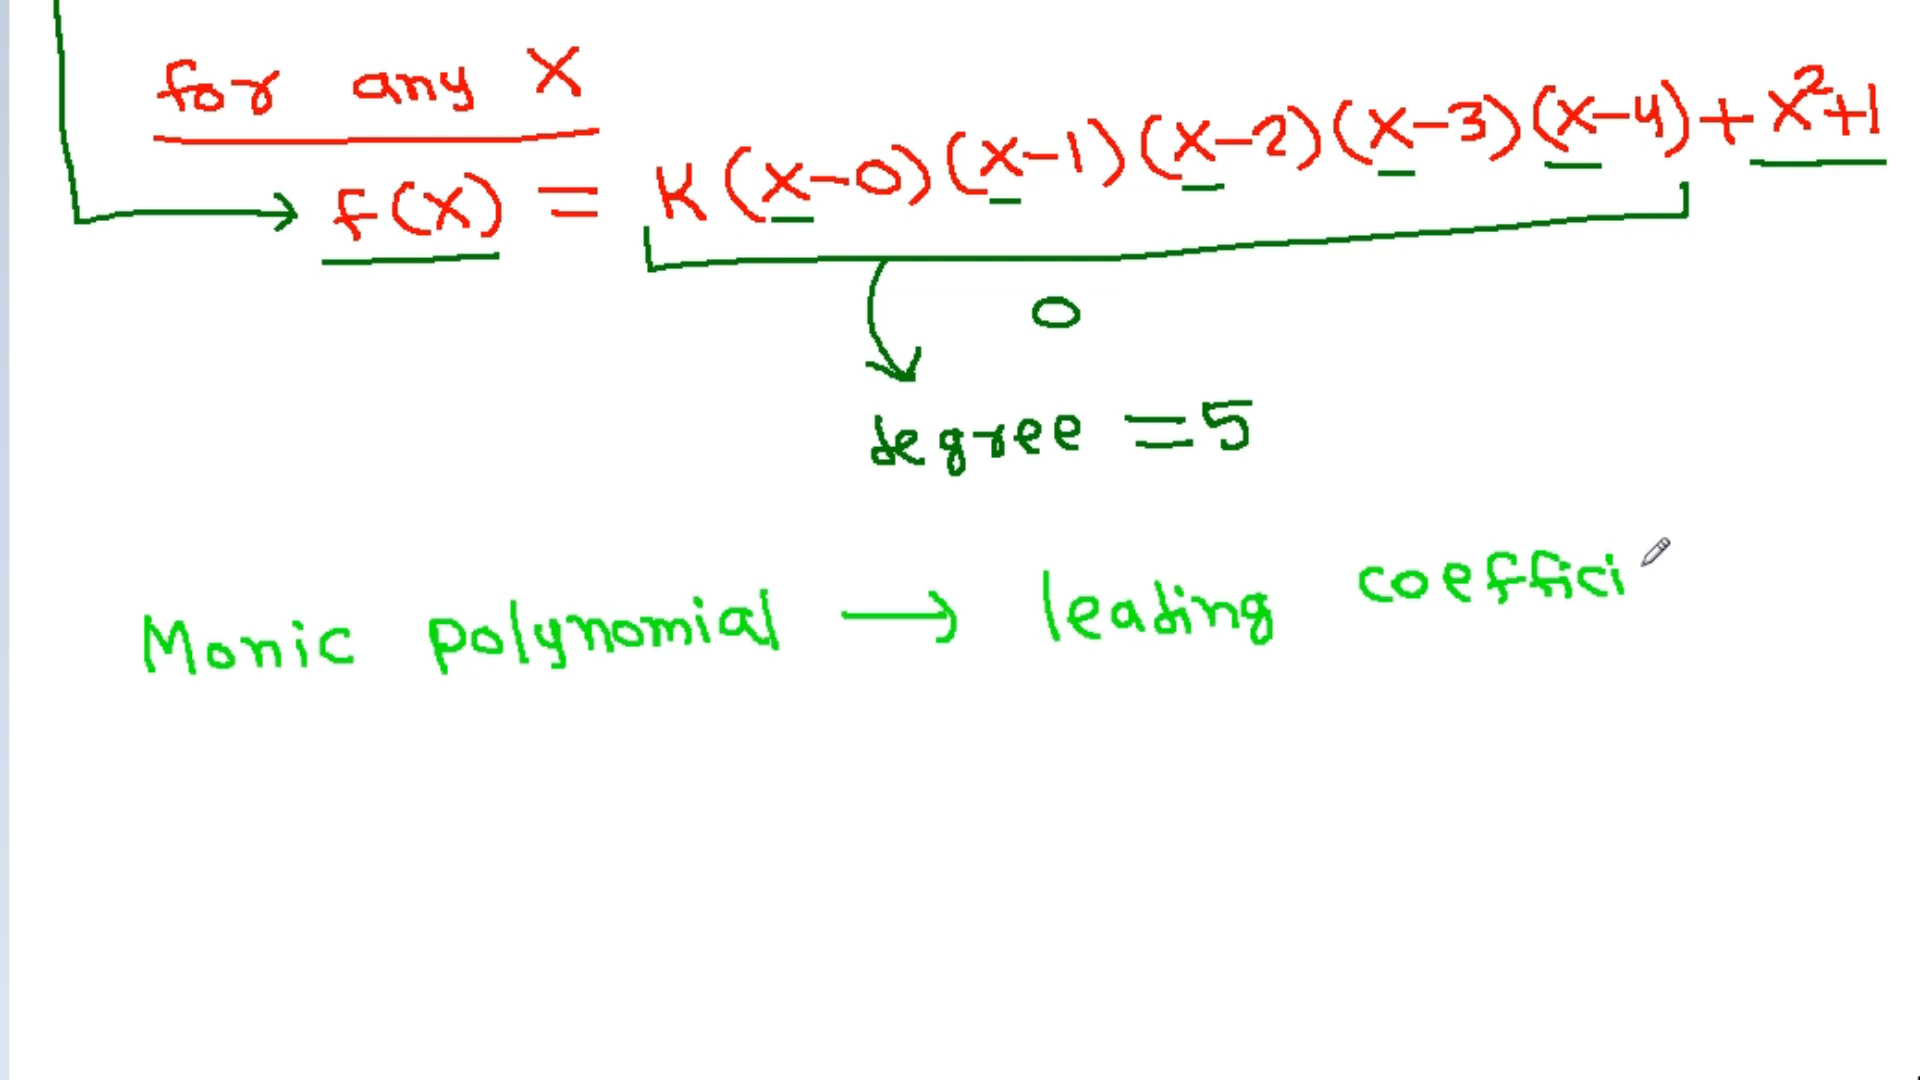 for any x
f(x) = K(x-0)(x-1)(x-2)(x-3)(x-4) + x²+1
0
degree = 5
Monic polynomial → leading coeffici